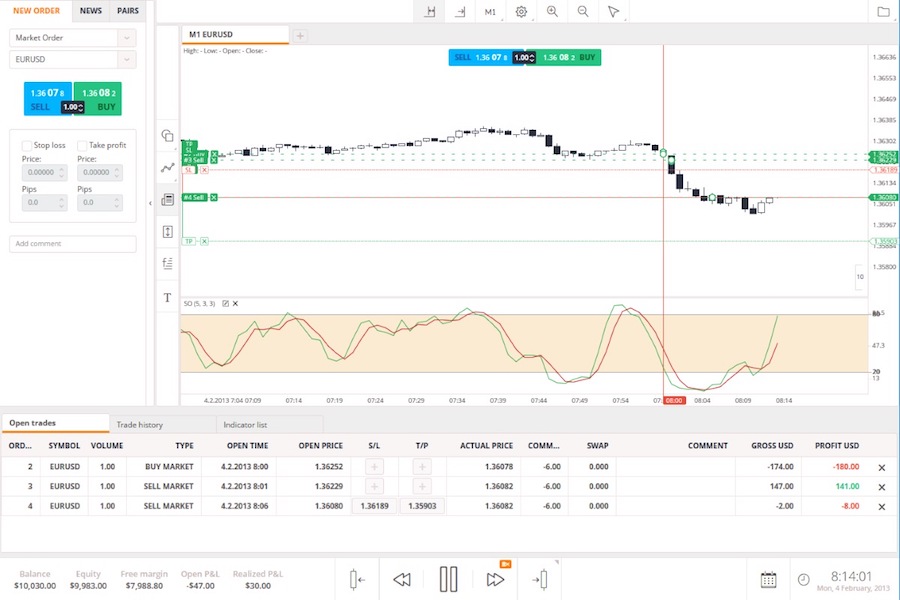 NEW ORDER NEWS PAIRS
Market Order
EURUSD
1.36 07 8 1.36 08 2
SELL 1.00 BUY
Stop loss Take profit
Price: Price:
0.00000 0.00000
Pips Pips
0.0 0.0
Add comment
M1
M1 EURUSD +
High: - Low: - Open: - Close: -
SELL 1.36 07 8 1.00 1.36 08 2 BUY
TP
SL
#3 Sell
SL
#4 Sell
TP
1.36636
1.36553
1.36469
1.36385
1.36302
1.36252
1.36229
1.36189
1.36134
1.36080
1.36051
1.35967
1.35903
1.35884
1.35800
10
T
SO (5, 3, 3)
80
47.3
20
13
4.2.2013 7:04 07:09 07:14 07:19 07:24 07:29 07:34 07:39 07:44 07:49 07:54 08:00 08:04 08:09 08:14
Open trades Trade history Indicator list
ORD... SYMBOL VOLUME TYPE OPEN TIME OPEN PRICE S/L T/P ACTUAL PRICE COMM... SWAP COMMENT GROSS USD PROFIT USD
2 EURUSD 1.00 BUY MARKET 4.2.2013 8:00 1.36252 + + 1.36078 -6.00 0.000 -174.00 -180.00
3 EURUSD 1.00 SELL MARKET 4.2.2013 8:01 1.36229 + + 1.36082 -6.00 0.000 147.00 141.00
4 EURUSD 1.00 SELL MARKET 4.2.2013 8:06 1.36080 1.36189 1.35903 1.36082 -6.00 0.000 -2.00 -8.00
Balance Equity Free margin Open P&L Realized P&L
$10,030.00 $9,983.00 $7,988.80 -$47.00 $30.00
8:14:01
Mon, 4 February, 2013